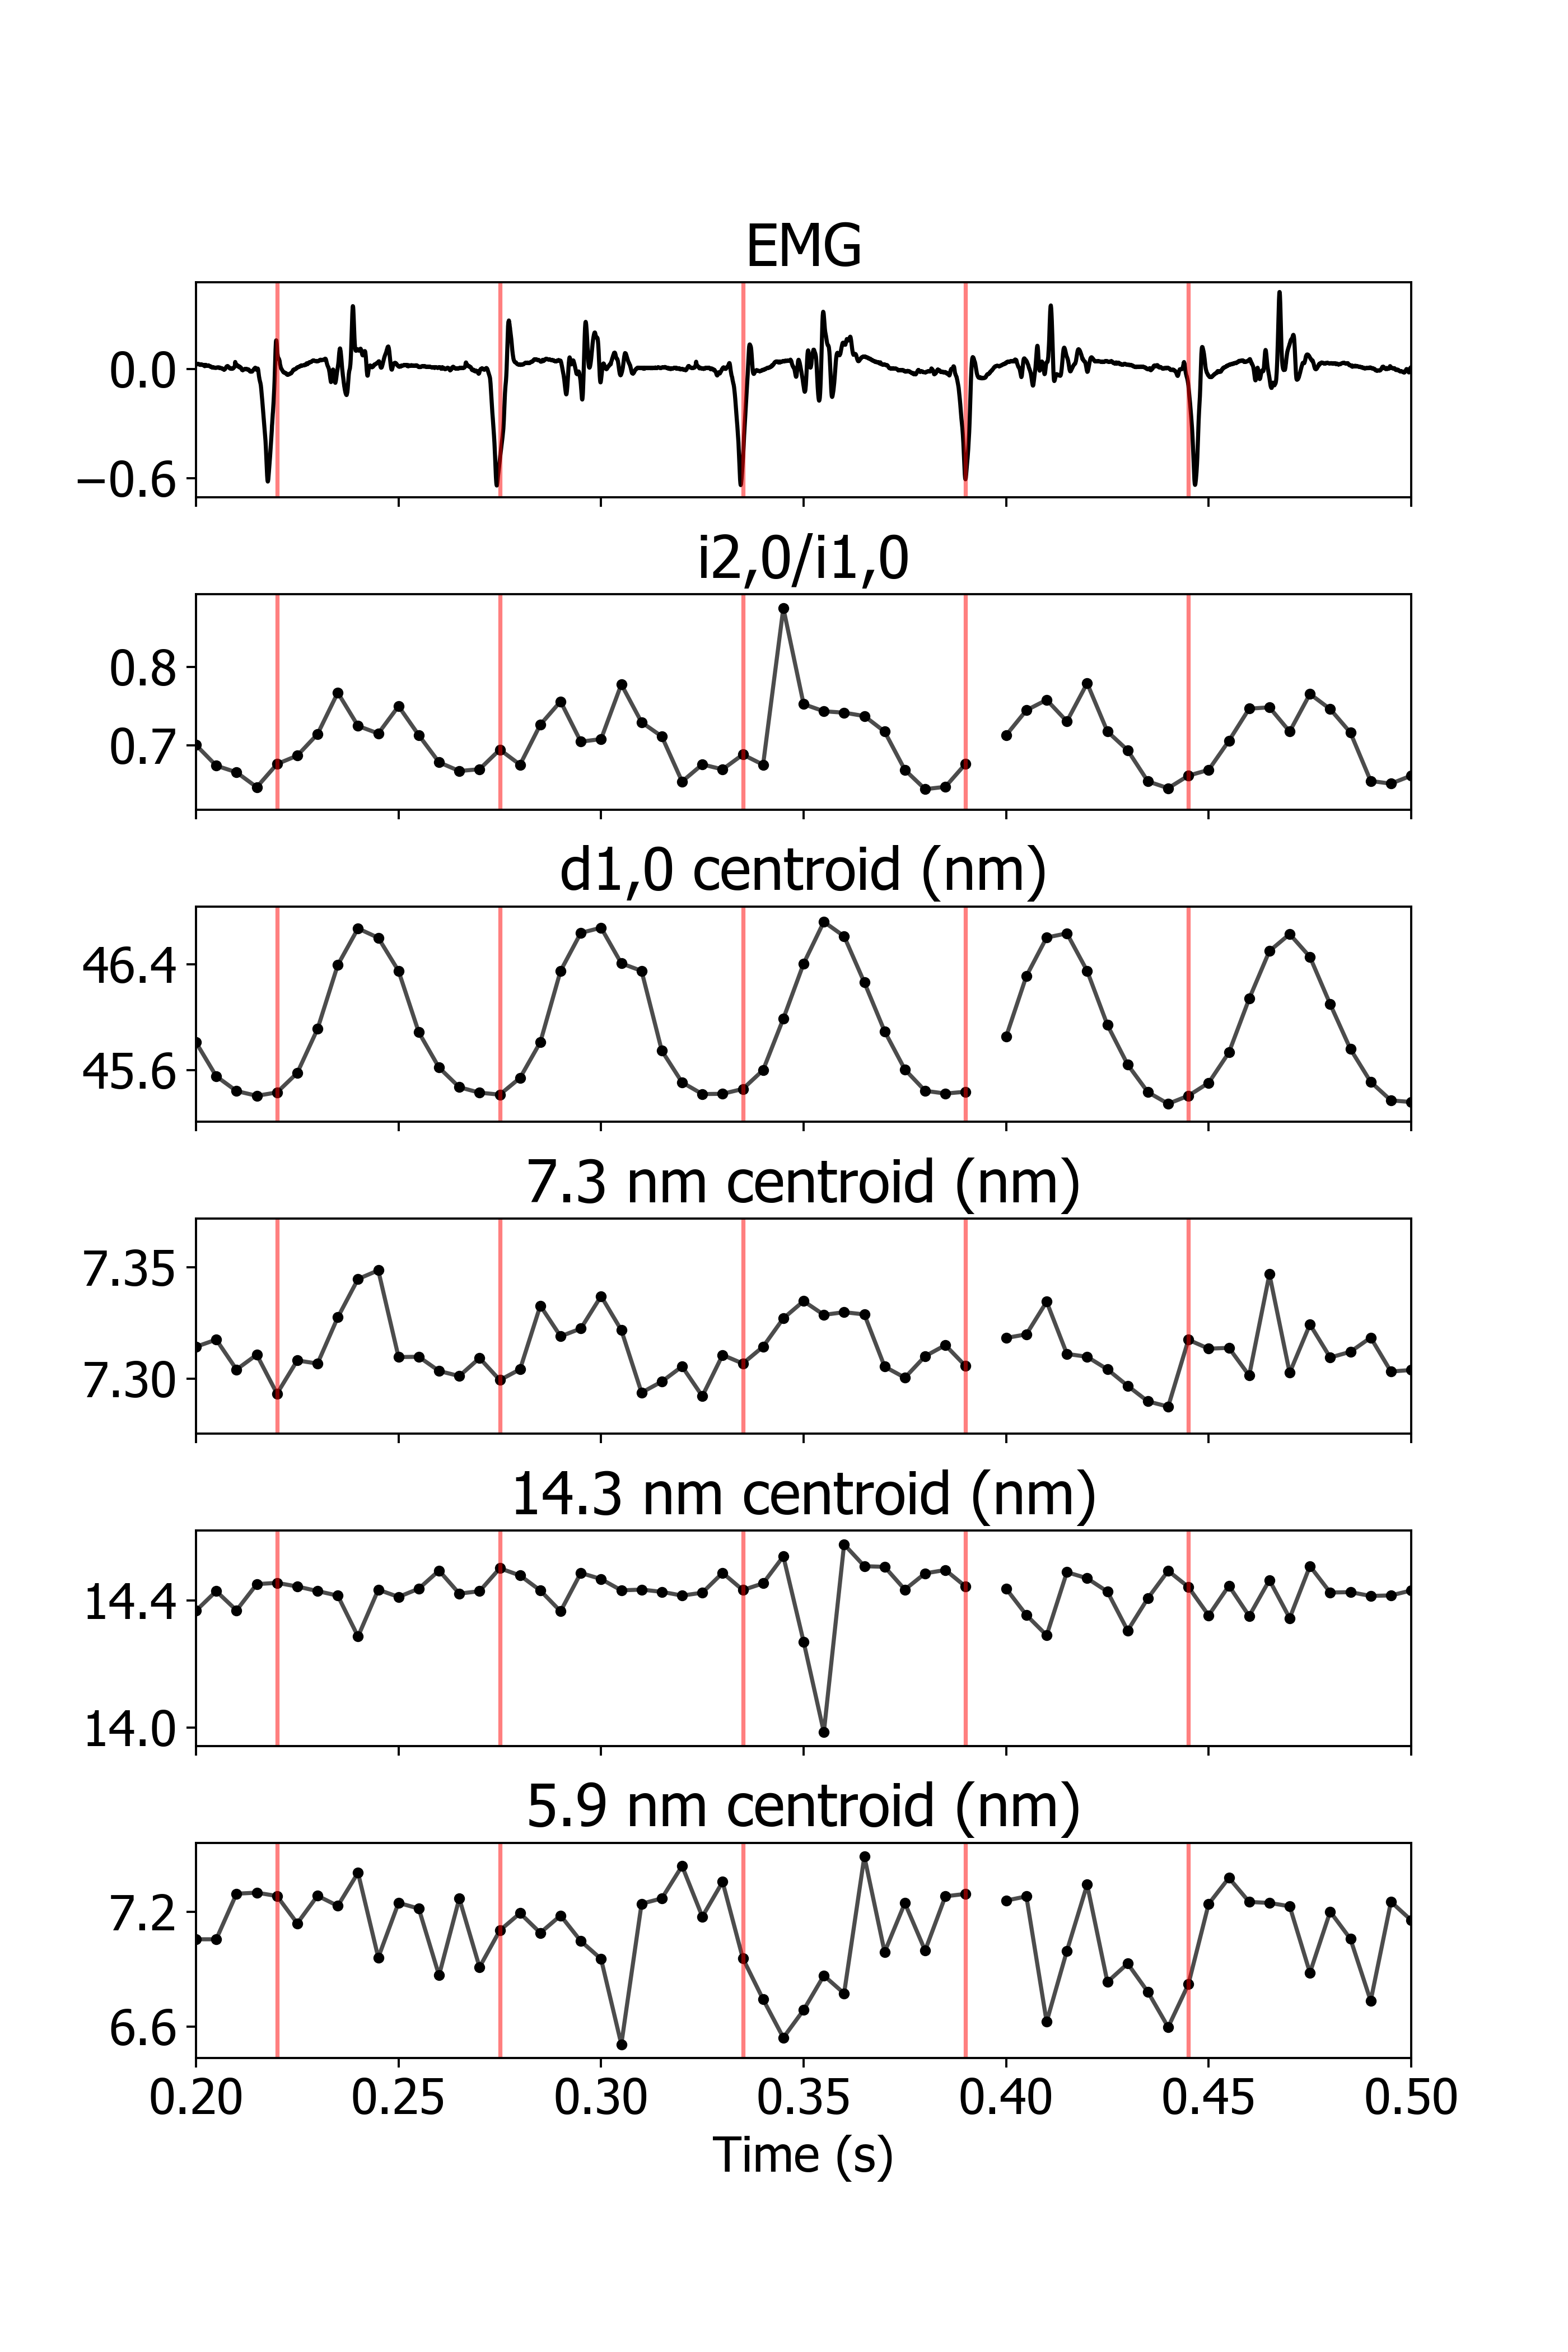 EMG
0.0
−0.6
i2,0/i1,0
0.8
0.7
d1,0 centroid (nm)
46.4
45.6
7.3 nm centroid (nm)
7.35
7.30
14.3 nm centroid (nm)
14.4
14.0
5.9 nm centroid (nm)
7.2
6.6
0.20 0.25 0.30 0.35 0.40 0.45 0.50
Time (s)